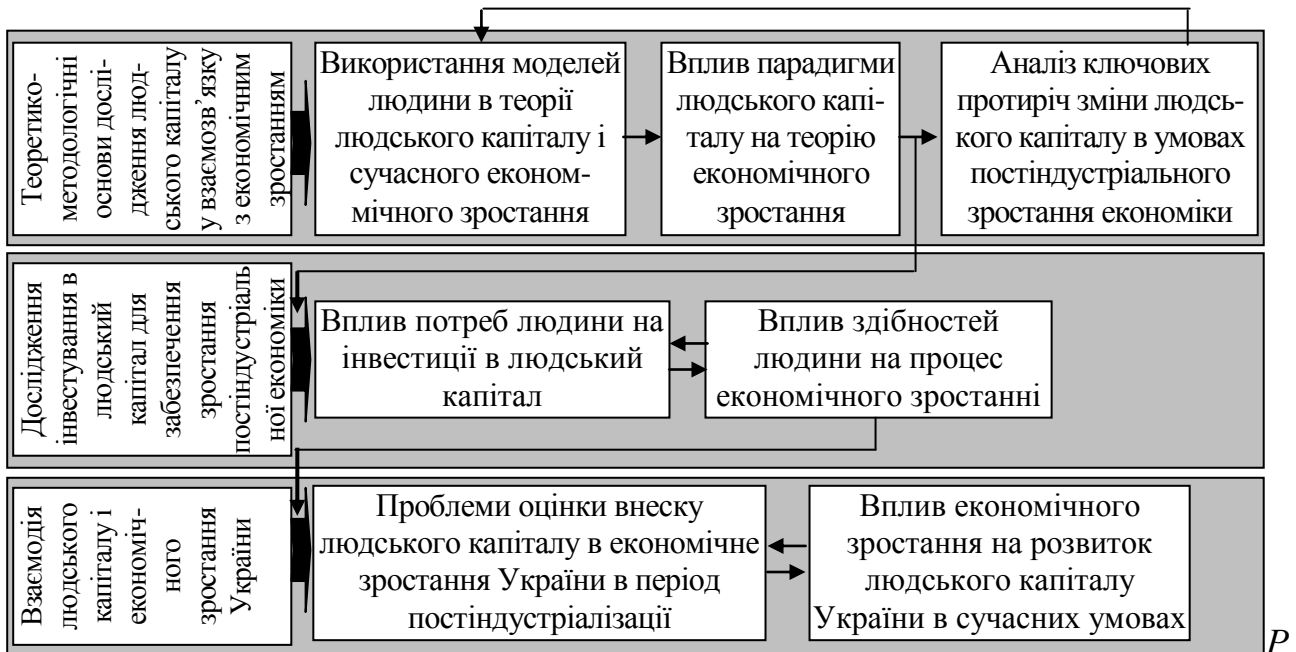 Теоретико-
методологічні
основи дослі-
дження люд-
ського капіталу
у взаємозв’язку
з економічним
зростанням
Використання моделей
людини в теорії
людського капіталу і
сучасного еконо-
мічного зростання
Вплив парадигми
людського капі-
талу на теорію
економічного
зростання
Аналіз ключових
протиріч зміни людсь-
кого капіталу в умовах
постіндустріального
зростання економіки
Дослідження
інвестування в
людський
капітал для
забезпечення
зростання
постіндустріаль
ної економіки
Вплив потреб людини на
інвестиції в людський
капітал
Вплив здібностей
людини на процес
економічного зростанні
Взаємодія
людського
капіталу і
економіч-
ного
зростання
України
Проблеми оцінки внеску
людського капіталу в економічне
зростання України в період
постіндустріалізації
Вплив економічного
зростання на розвиток
людського капіталу
України в сучасних умовах
Р